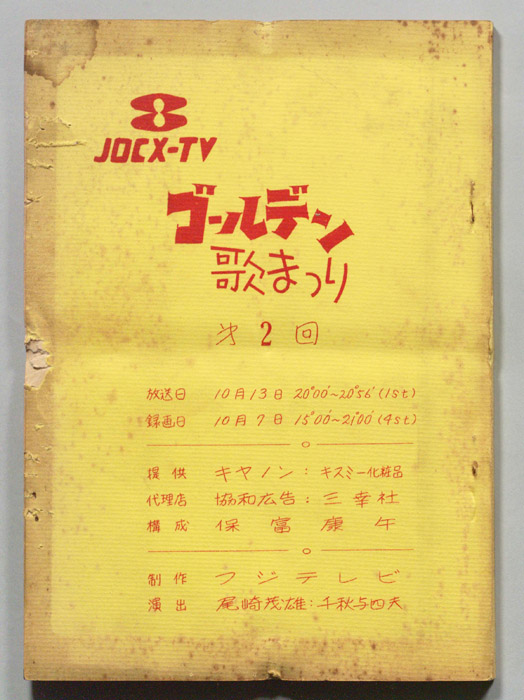 JOCX-TV
ゴールデン
歌まつり
第2回
放送日 10月13日 20°00'~20°56' (1st)
録画日 10月7日 15°00'~21°00' (4st)
提供 キヤノン:キスミー化粧品
代理店 協和広告:三幸社
構成 保富康午
制作 フジテレビ
演出 尾崎茂雄:千秋与四夫